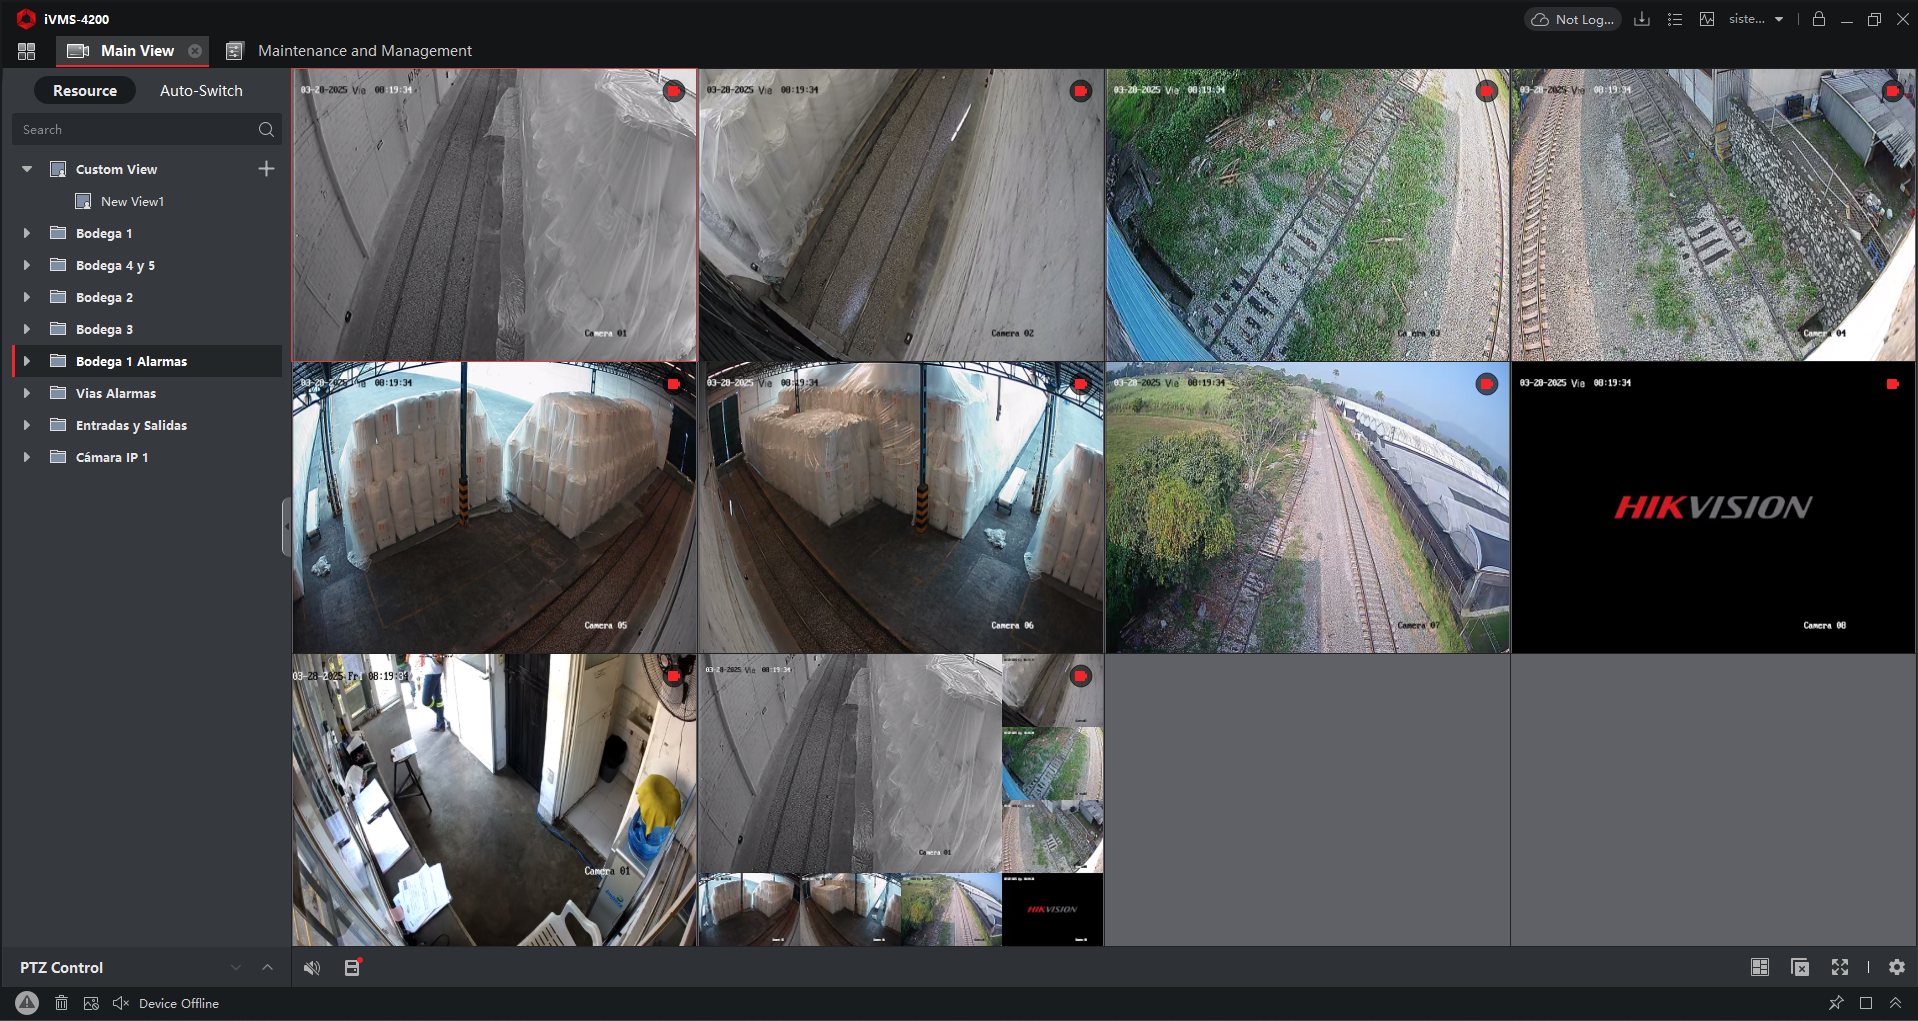 iVMS-4200
Not Log...
siste...
Main View
Maintenance and Management
Resource
Auto-Switch
Search
Custom View
New View1
Bodega 1
Bodega 4 y 5
Bodega 2
Bodega 3
Bodega 1 Alarmas
Vias Alarmas
Entradas y Salidas
Cámara IP 1
03-28-2025 Vie 08:19:34
Camera 01
03-28-2025 Vie 08:19:34
Camera 02
03-28-2025 Vie 08:19:34
Camera 03
03-28-2025 Vie 08:19:34
Camera 04
03-28-2025 Vie 08:19:34
Camera 05
03-28-2025 Vie 08:19:34
Camera 06
03-28-2025 Vie 08:19:34
Camera 07
03-28-2025 Vie 08:19:34
HIKVISION
Camera 08
03-28-2025 Fri 08:19:34
Camera 01
03-28-2025 Vie 08:19:34
Camera 01
HIKVISION
PTZ Control
Device Offline